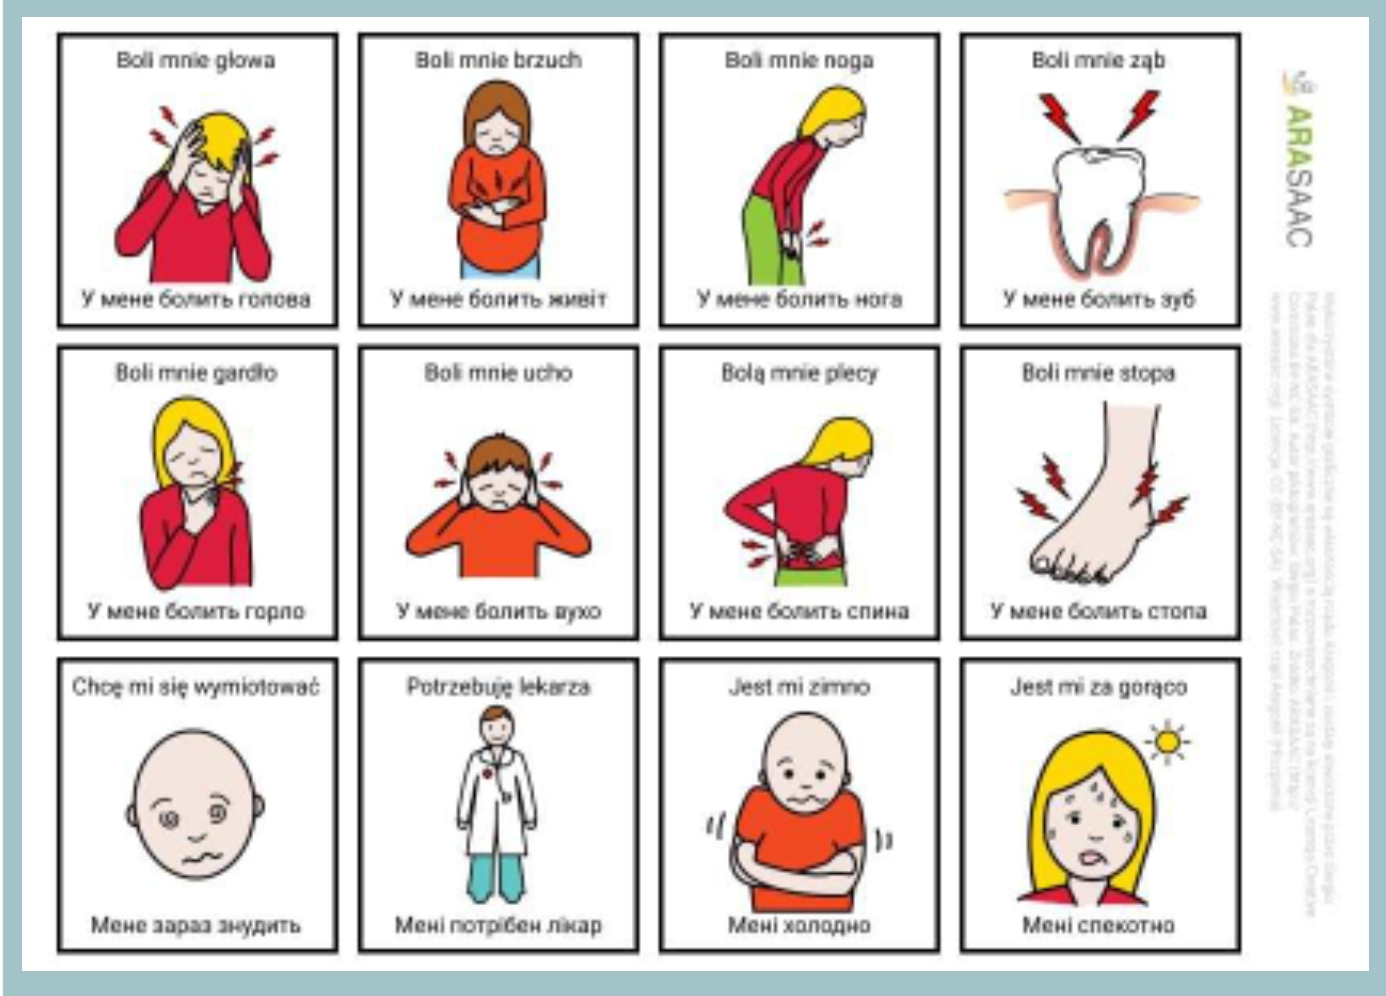 Boli mnie głowa
У мене болить голова
Boli mnie brzuch
У мене болить живіт
Boli mnie noga
У мене болить нога
Boli mnie ząb
У мене болить зуб
Boli mnie gardło
У мене болить горло
Boli mnie ucho
У мене болить вухо
Bolą mnie plecy
У мене болить спина
Boli mnie stopa
У мене болить стопа
Chcę mi się wymiotować
Мене зараз знудить
Potrzebuję lekarza
Мені потрібен лікар
Jest mi zimno
Мені холодно
Jest mi za gorąco
Мені спекотно
ARASAAC